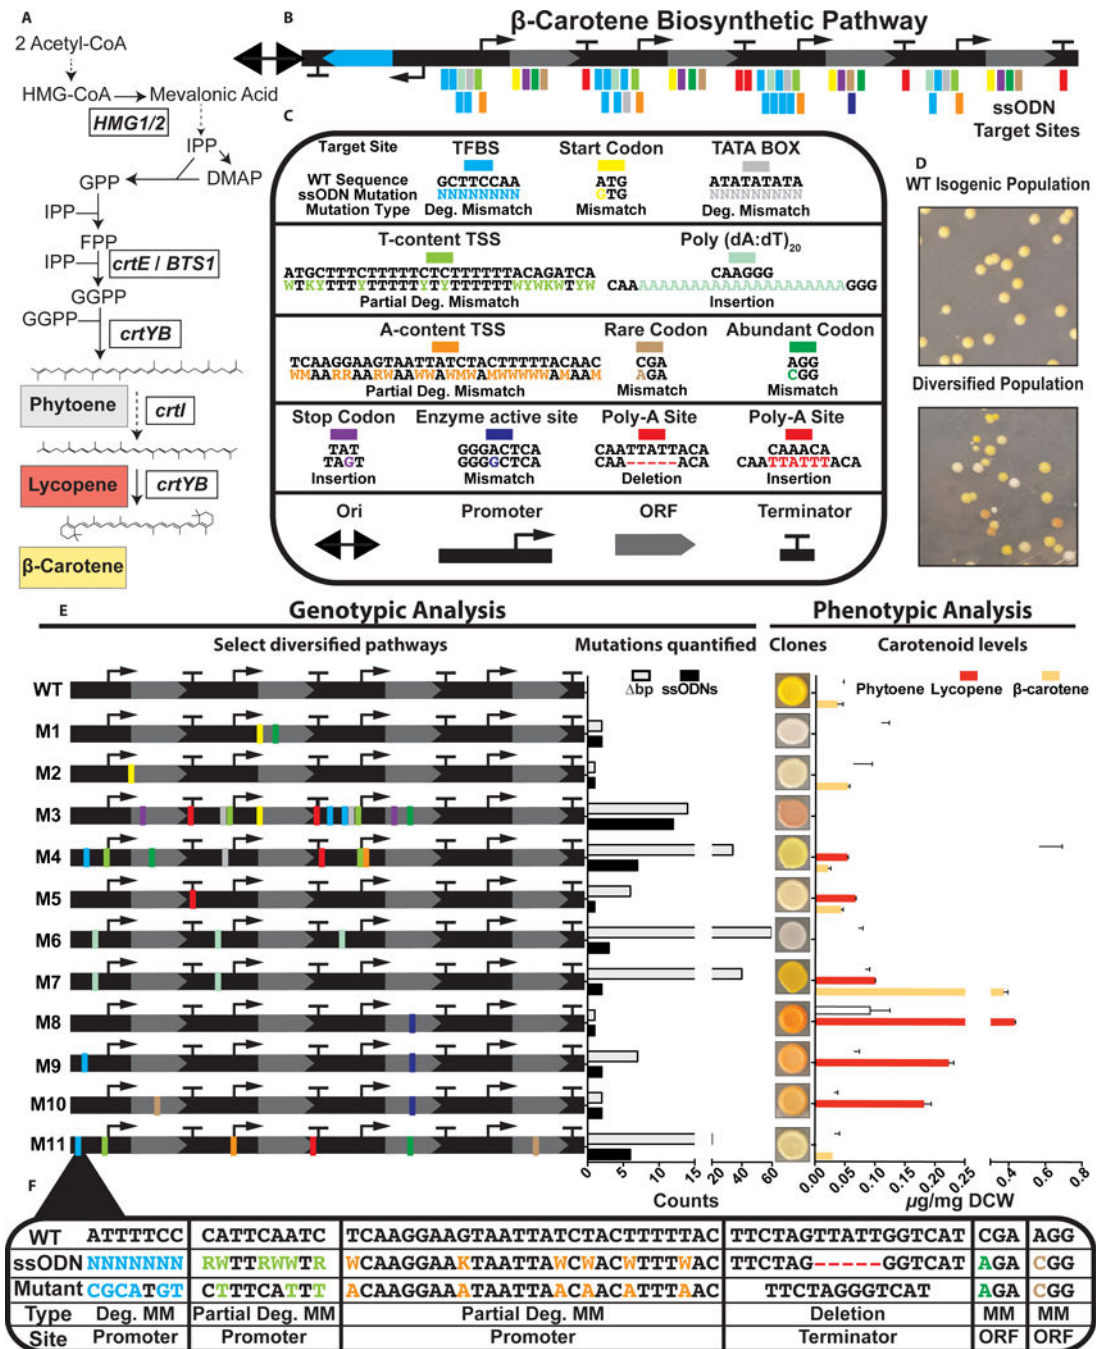 A
2 Acetyl-CoA
HMG-CoA
Mevalonic Acid
HMG1/2
IPP
GPP
DMAP
IPP
FPP
IPP
crtE / BTS1
GGPP
GGPP
crtYB
Phytoene
crtI
Lycopene
crtYB
β-Carotene
B
β-Carotene Biosynthetic Pathway
ssODN
Target Sites
C
Target Site
WT Sequence
ssODN Mutation
Mutation Type
TFBS
GCTTCCAA
NNNNNNNN
Deg. Mismatch
Start Codon
ATG
GTG
Mismatch
TATA BOX
ATATATATA
NNNNNNNNN
Deg. Mismatch
T-content TSS
ATGCTTTCTTTTTCTCTTTTTTACAGATCA
WTKYTTTYTTTTTYTYTTTTTTWYWKWTYW
Partial Deg. Mismatch
Poly (dA:dT)20
CAAGGG
CAAAAAAAAAAAAAAAAAAAAAAGGG
Insertion
A-content TSS
TCAAGGAAGTAATTATCTACTTTTTACAAC
WMAARRAARWAAWWAWMWAMWWWWWAMAAM
Partial Deg. Mismatch
Rare Codon
CGA
AGA
Mismatch
Abundant Codon
AGG
CGG
Mismatch
Stop Codon
TAT
TAGT
Insertion
Enzyme active site
GGGACTCA
GGGGCTCA
Mismatch
Poly-A Site
CAATTATTACA
CAA-----ACA
Deletion
Poly-A Site
CAAACA
CAATTATTTACA
Insertion
Ori
Promoter
ORF
Terminator
D
WT Isogenic Population
Diversified Population
E
Genotypic Analysis
Phenotypic Analysis
Select diversified pathways
Mutations quantified
Clones
Carotenoid levels
Δbp
ssODNs
Phytoene
Lycopene
β-carotene
WT
M1
M2
M3
M4
M5
M6
M7
M8
M9
M10
M11
0
5
10
15
20
40
60
Counts
0.00
0.05
0.10
0.15
0.20
0.25
0.4
0.6
0.8
µg/mg DCW
F
WT
ATTTTCC
CATTCAATC
TCAAGGAAGTAATTATCTACTTTTTAC
TTCTAGTTATTGGTCAT
CGA
AGG
ssODN
NNNNNNN
RWTTTRWWTR
WCAAGGAAKTAATTAWCWACWTTTWAC
TTCTAG------GGTCAT
AGA
CGG
Mutant
CGCATGT
CTTTTCATTT
ACAAGGAATAATTAACAACATTTAAC
TTCTAGGGTCAT
AGA
CGG
Type
Deg. MM
Partial Deg. MM
Partial Deg. MM
Deletion
MM
MM
Site
Promoter
Promoter
Promoter
Terminator
ORF
ORF